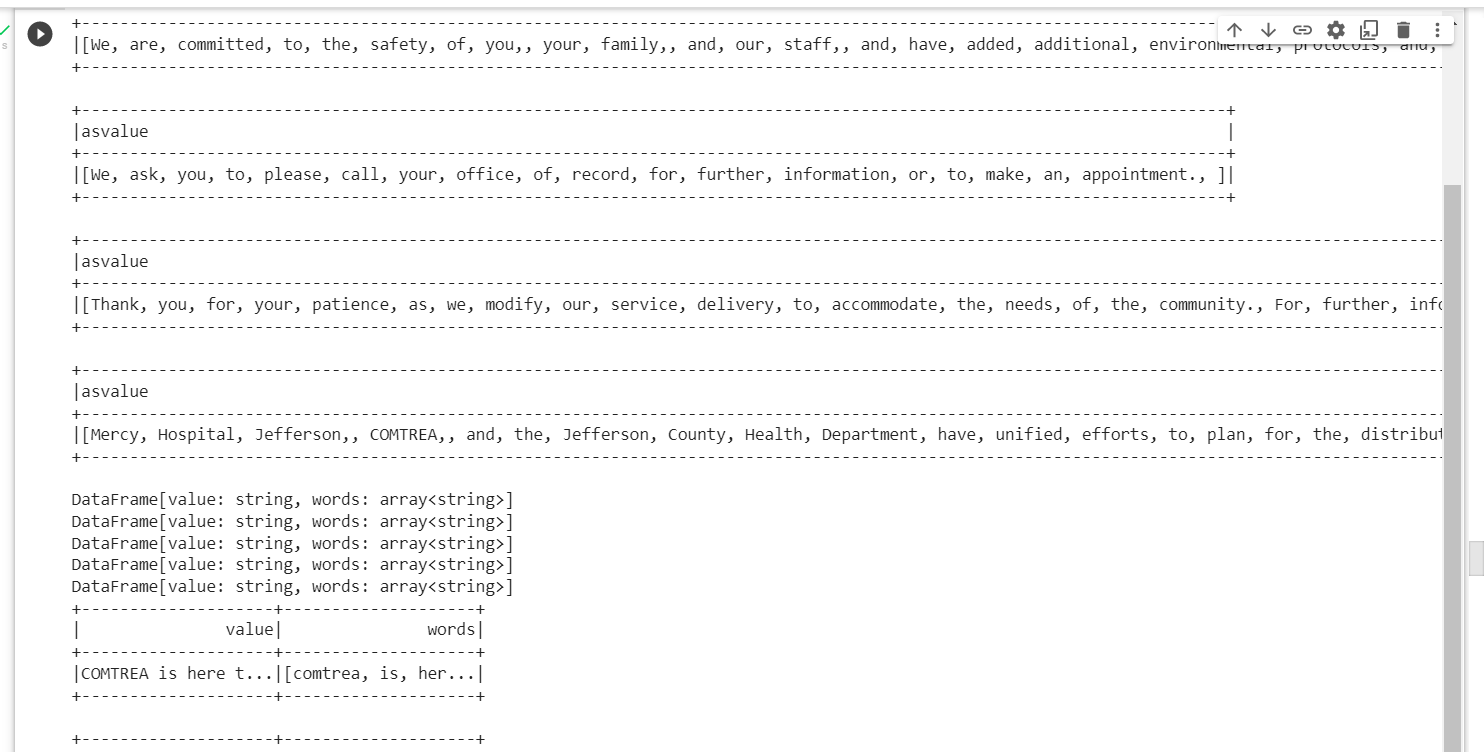 |[We, are, committed, to, the, safety, of, you,, your, family,, and, our, staff,, and, have, added, additional, environmental, protocols, and,
|asvalue |
|[We, ask, you, to, please, call, your, office, of, record, for, further, information, or, to, make, an, appointment., ]|
|asvalue
|[Thank, you, for, your, patience, as, we, modify, our, service, delivery, to, accommodate, the, needs, of, the, community., For, further, info
|asvalue
|[Mercy, Hospital, Jefferson,, COMTREA,, and, the, Jefferson, County, Health, Department, have, unified, efforts, to, plan, for, the, distribut
DataFrame[value: string, words: array<string>]
DataFrame[value: string, words: array<string>]
DataFrame[value: string, words: array<string>]
DataFrame[value: string, words: array<string>]
DataFrame[value: string, words: array<string>]
| value| words|
|COMTREA is here t...|[comtrea, is, her...|
s